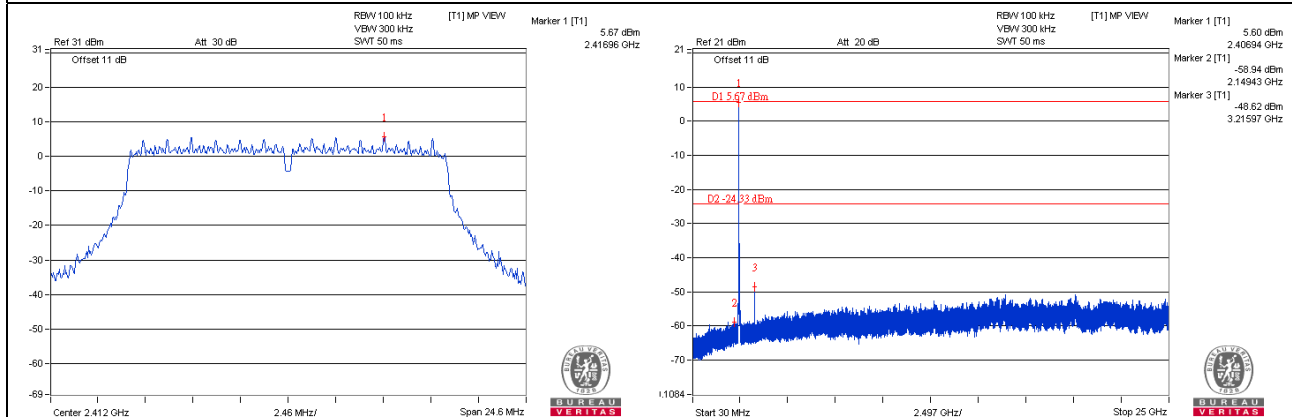 RBW 100 kHz
VBW 300 kHz
SWT 50 ms
[T1] MP VIEW
Ref 31 dBm
Att 30 dB
Marker 1 [T1]
5.67 dBm
2.41696 GHz
31
Offset 11 dB
20
10
0
-10
-20
-30
-40
-50
-60
-69
1
Center 2.412 GHz
2.46 MHz/
Span 24.6 MHz
BUREAU VERITAS
1828
BUREAU
VERITAS
RBW 100 kHz
VBW 300 kHz
SWT 50 ms
[T1] MP VIEW
Ref 21 dBm
Att 20 dB
Marker 1 [T1]
5.60 dBm
2.40694 GHz
Marker 2 [T1]
-58.94 dBm
2.14943 GHz
Marker 3 [T1]
-48.62 dBm
3.21597 GHz
21
Offset 11 dB
10
0
-10
-20
-30
-40
-50
-60
-70
1
D1 5.67 dBm
D2 -24.33 dBm
2
3
Start 30 MHz
2.497 GHz/
Stop 25 GHz
BUREAU VERITAS
1828
BUREAU
VERITAS